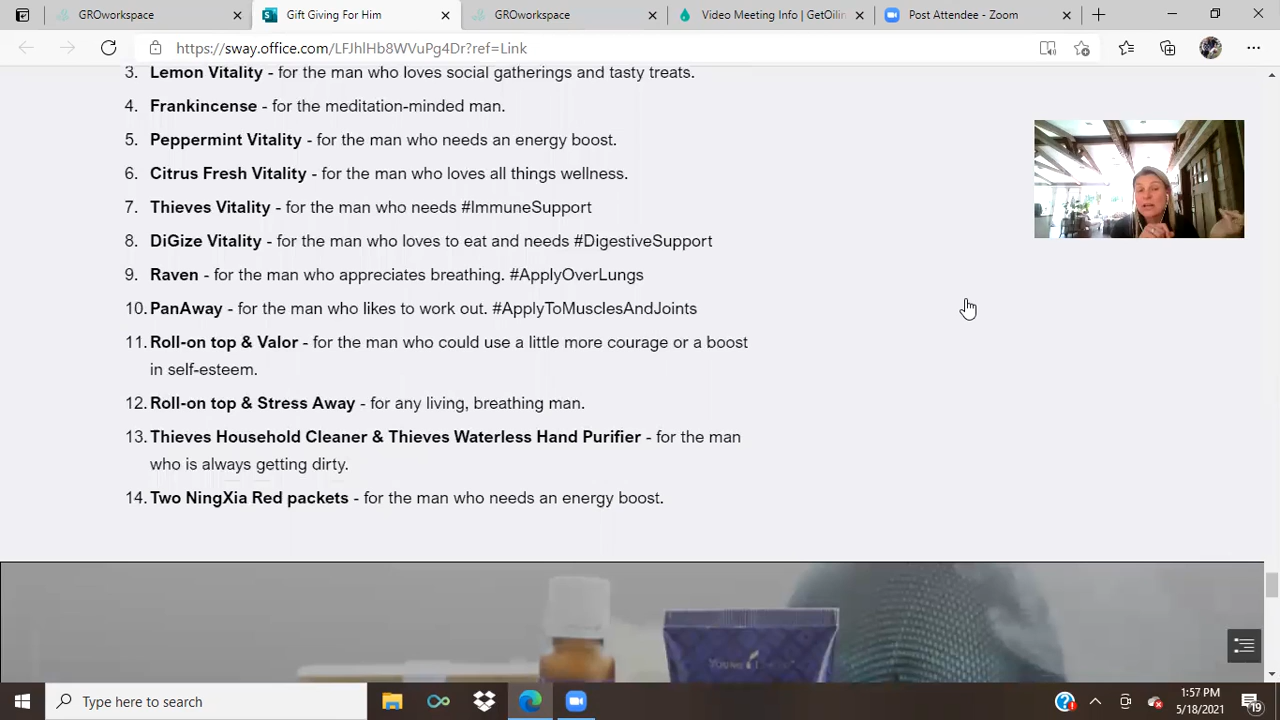 GROworkspace
Gift Giving For Him
GROworkspace
Video Meeting Info | GetOilin
Post Attendee - Zoom
https://sway.office.com/LFJhlHb8WVuPg4Dr?ref=Link
3. Lemon Vitality - for the man who loves social gatherings and tasty treats.
4. Frankincense - for the meditation-minded man.
5. Peppermint Vitality - for the man who needs an energy boost.
6. Citrus Fresh Vitality - for the man who loves all things wellness.
7. Thieves Vitality - for the man who needs #ImmuneSupport
8. DiGize Vitality - for the man who loves to eat and needs #DigestiveSupport
9. Raven - for the man who appreciates breathing. #ApplyOverLungs
10. PanAway - for the man who likes to work out. #ApplyToMusclesAndJoints
11. Roll-on top & Valor - for the man who could use a little more courage or a boost
in self-esteem.
12. Roll-on top & Stress Away - for any living, breathing man.
13. Thieves Household Cleaner & Thieves Waterless Hand Purifier - for the man
who is always getting dirty.
14. Two NingXia Red packets - for the man who needs an energy boost.
Type here to search
1:57 PM
5/18/2021
19